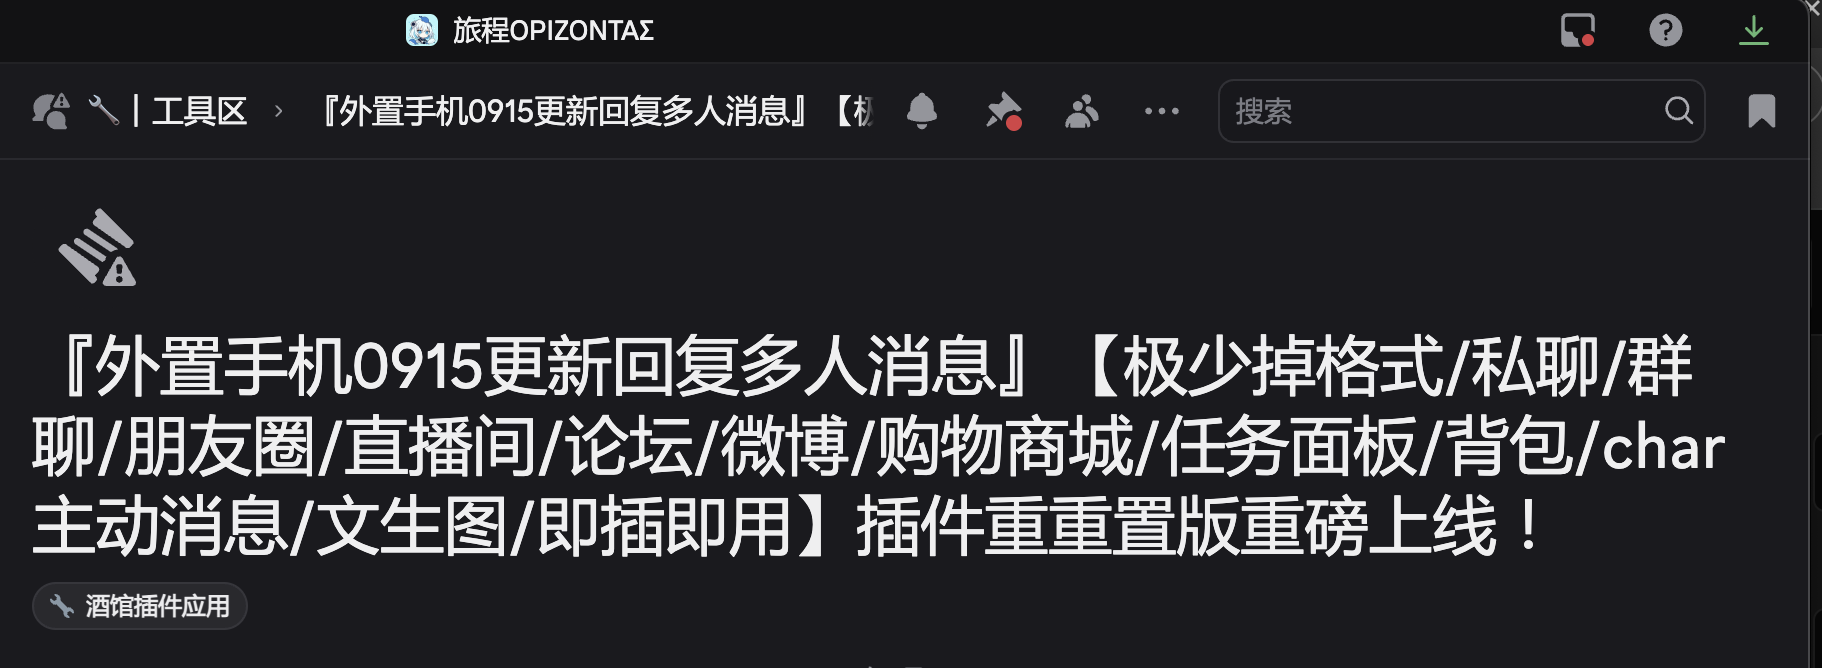 旅程OPIZONTAΣ
工具区 › 『外置手机0915更新回复多人消息』【极
搜索
『外置手机0915更新回复多人消息』【极少掉格式/私聊/群
聊/朋友圈/直播间/论坛/微博/购物商城/任务面板/背包/char
主动消息/文生图/即插即用】插件重重置版重磅上线！
酒馆插件应用